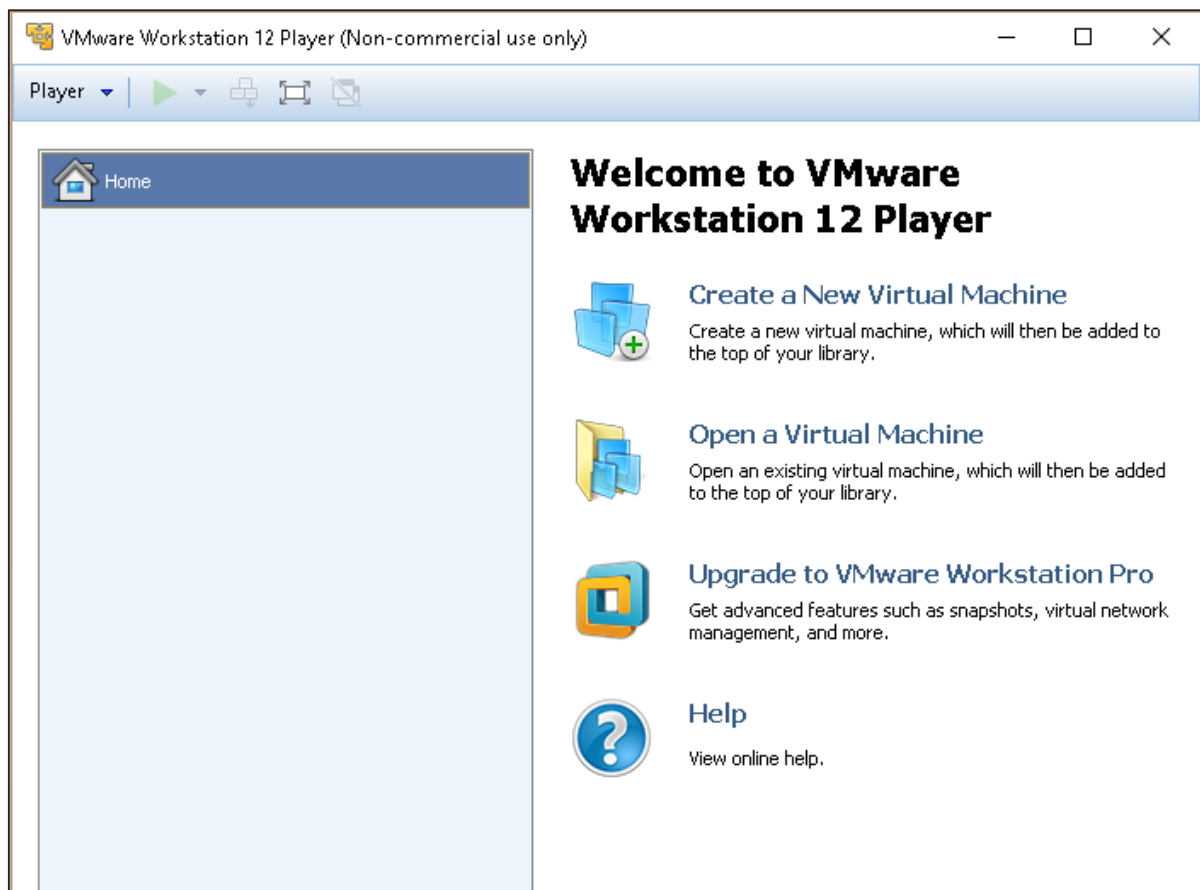 VMware Workstation 12 Player (Non-commercial use only)
Player
Home
Welcome to VMware
Workstation 12 Player
Create a New Virtual Machine
Create a new virtual machine, which will then be added to
the top of your library.
Open a Virtual Machine
Open an existing virtual machine, which will then be added
to the top of your library.
Upgrade to VMware Workstation Pro
Get advanced features such as snapshots, virtual network
management, and more.
Help
View online help.